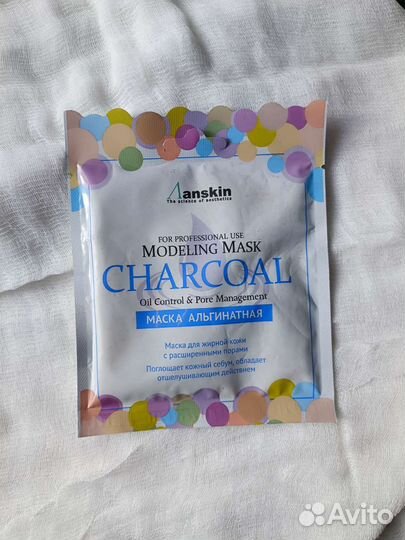 anskin
The science of aesthetics
FOR PROFESSIONAL USE
MODELING MASK
CHARCOAL
Oil Control & Pore Management
МАСКА АЛЬГИНАТНАЯ
Маска для жирной кожи
с расширенными порами
Поглощает кожный себум, обладает
отшелушивающим действием
Avito